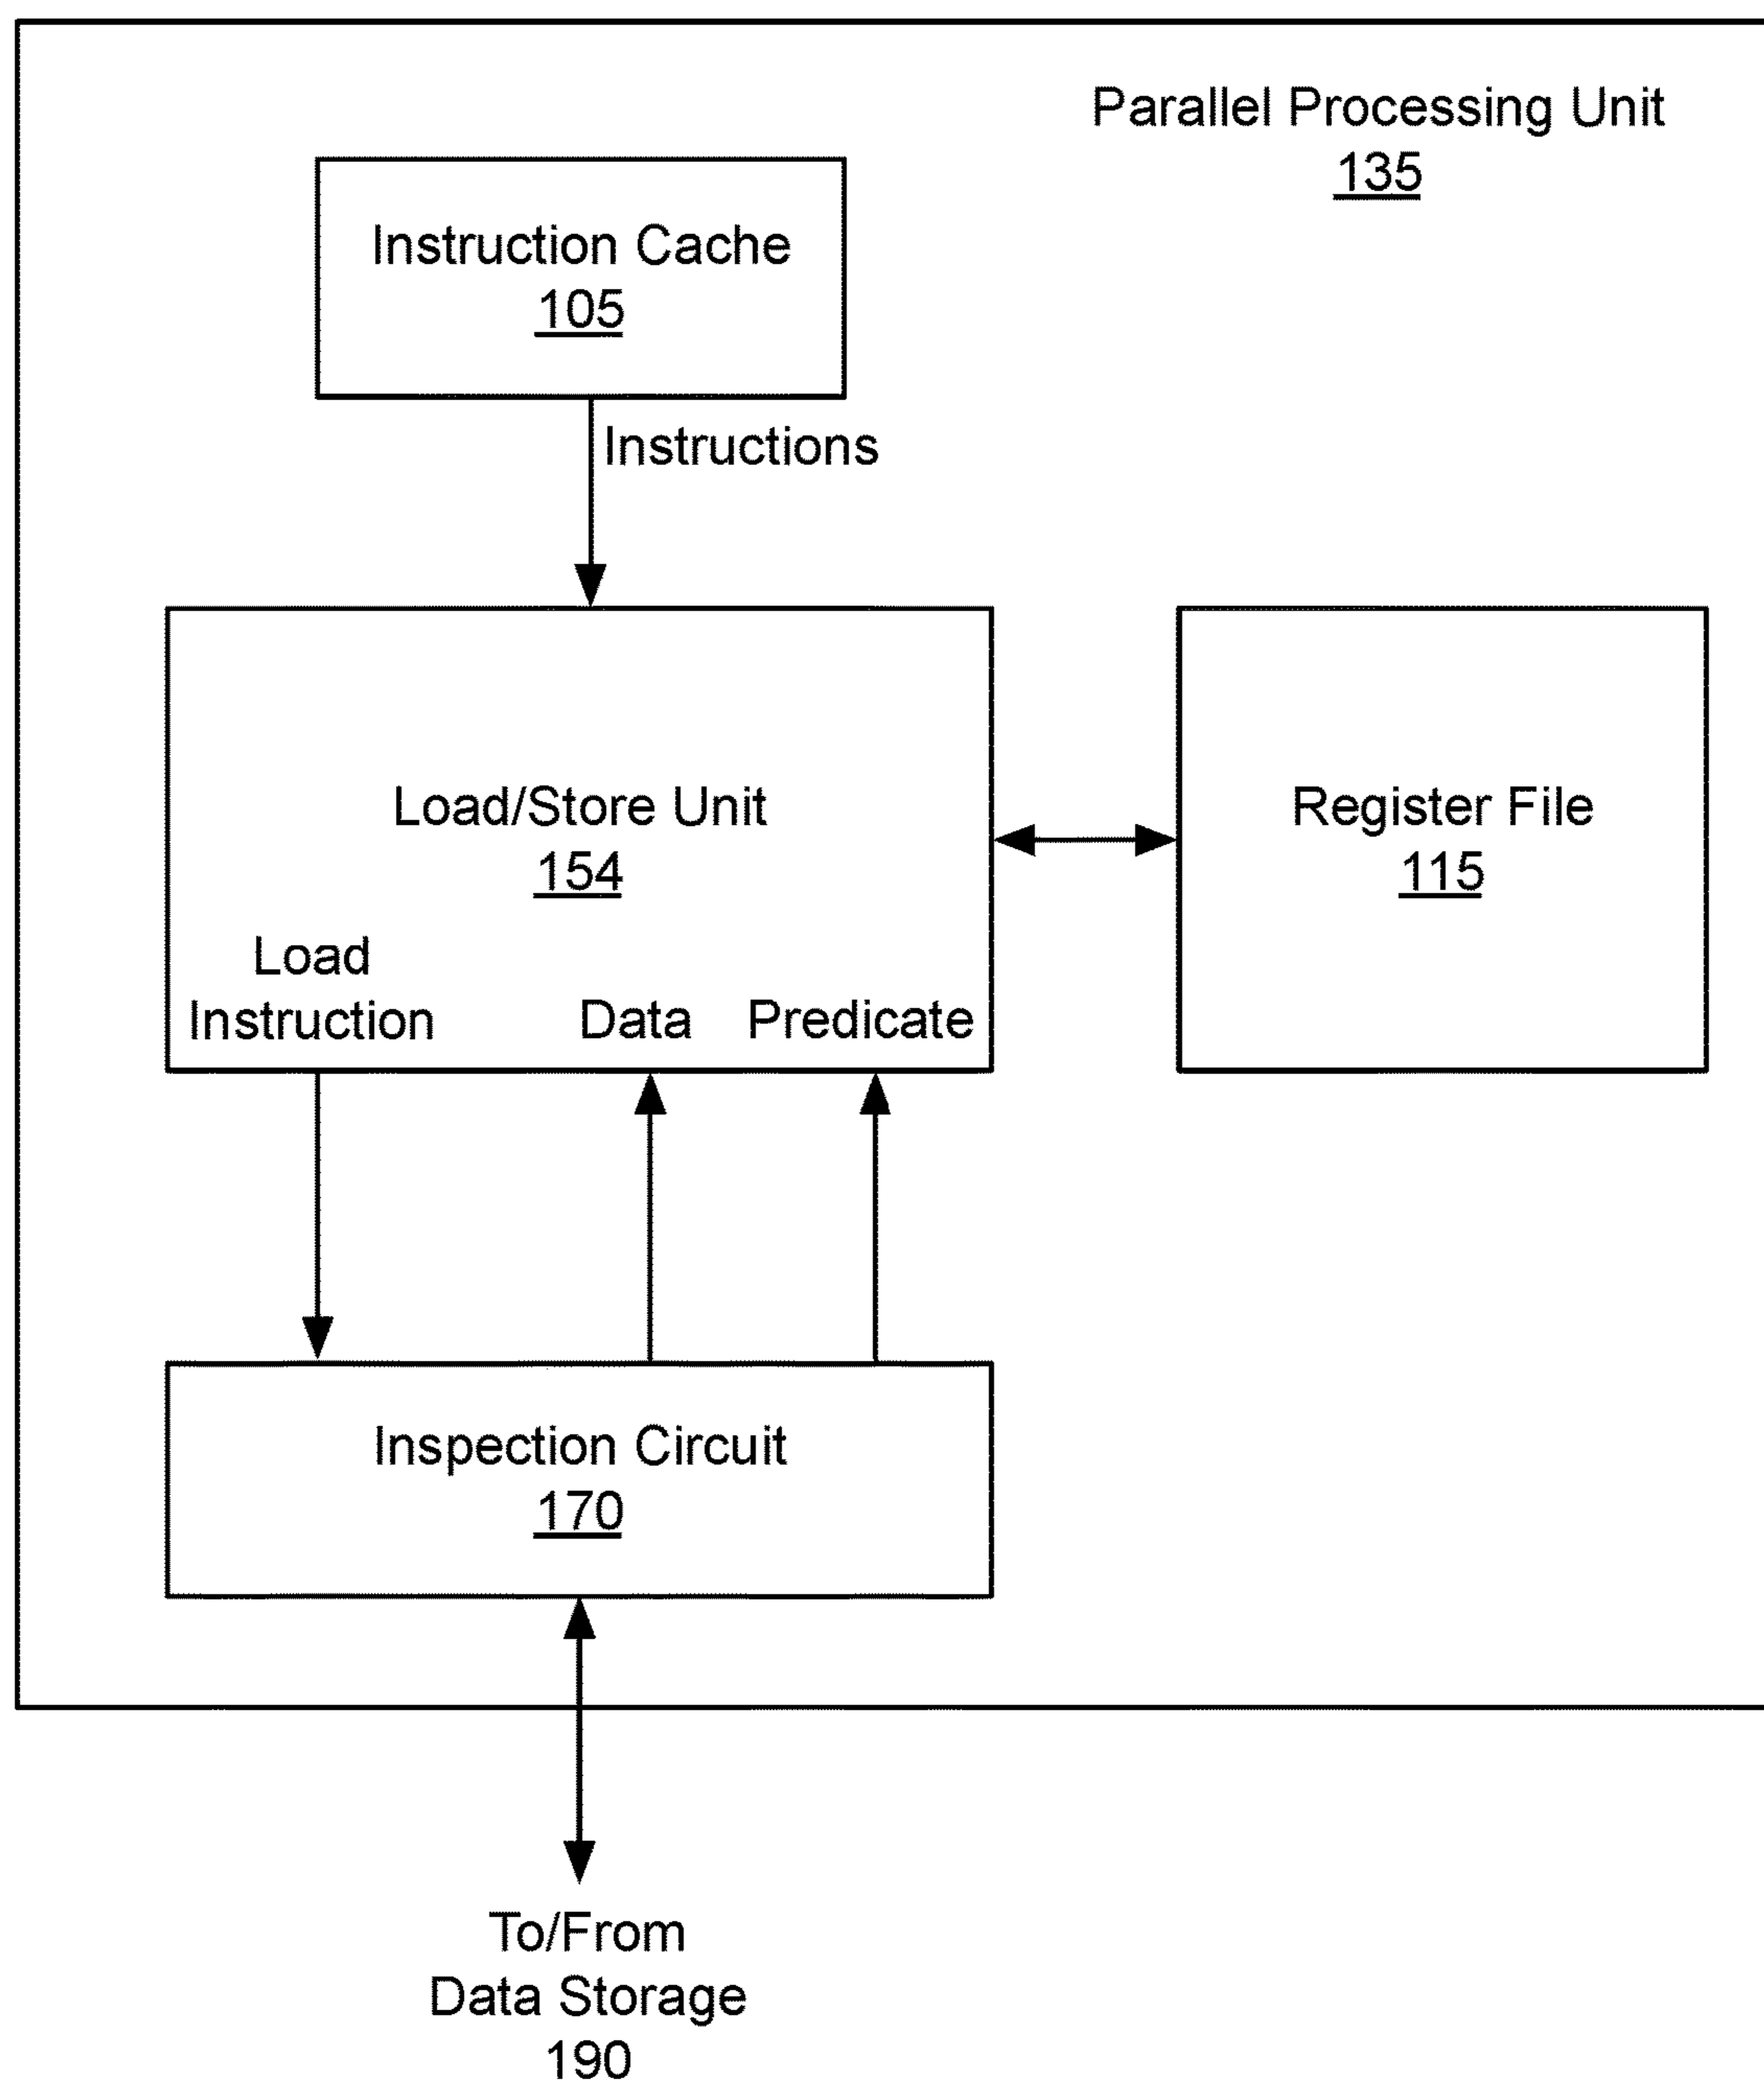 Parallel Processing Unit
135
Instruction Cache
105
Instructions
Load/Store Unit
154
Register File
115
Load
Instruction
Data
Predicate
Inspection Circuit
170
To/From
Data Storage
190